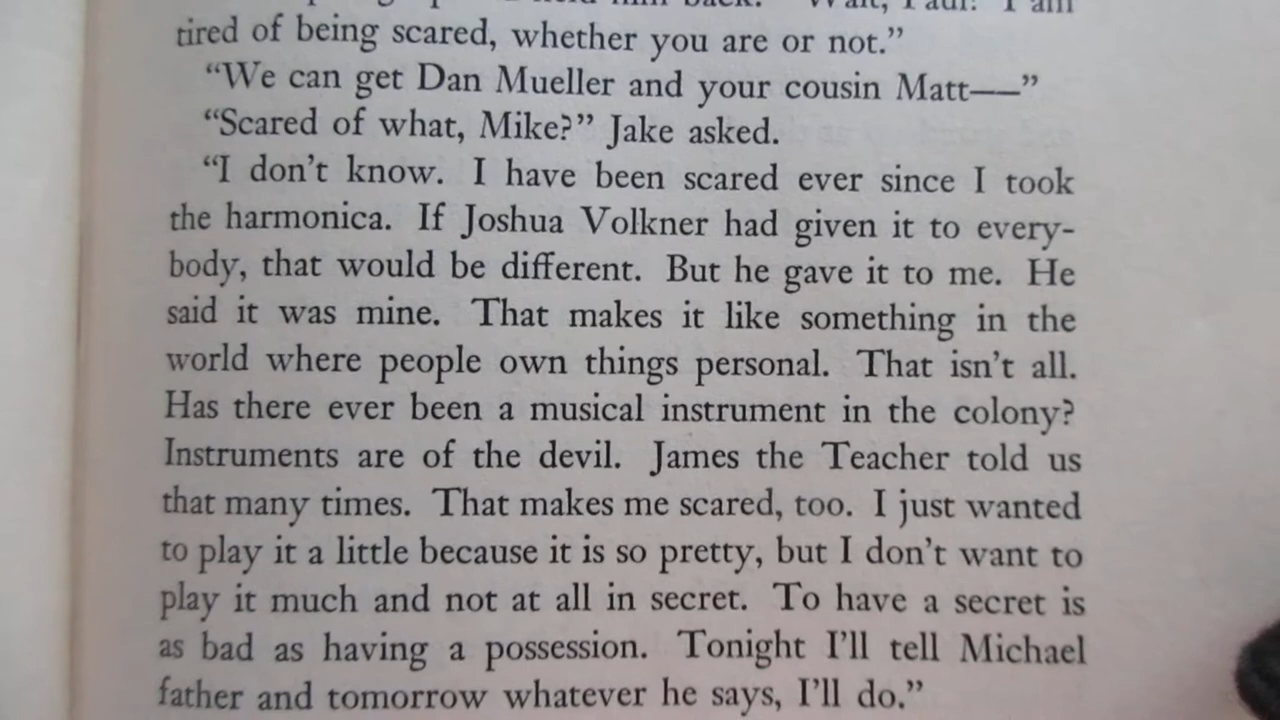 back. "Wait, Paul! I am
tired of being scared, whether you are or not."
"We can get Dan Mueller and your cousin Matt——"
"Scared of what, Mike?" Jake asked.
"I don't know. I have been scared ever since I took
the harmonica. If Joshua Volkner had given it to every-
body, that would be different. But he gave it to me. He
said it was mine. That makes it like something in the
world where people own things personal. That isn't all.
Has there ever been a musical instrument in the colony?
Instruments are of the devil. James the Teacher told us
that many times. That makes me scared, too. I just wanted
to play it a little because it is so pretty, but I don't want to
play it much and not at all in secret. To have a secret is
as bad as having a possession. Tonight I'll tell Michael
father and tomorrow whatever he says, I'll do."